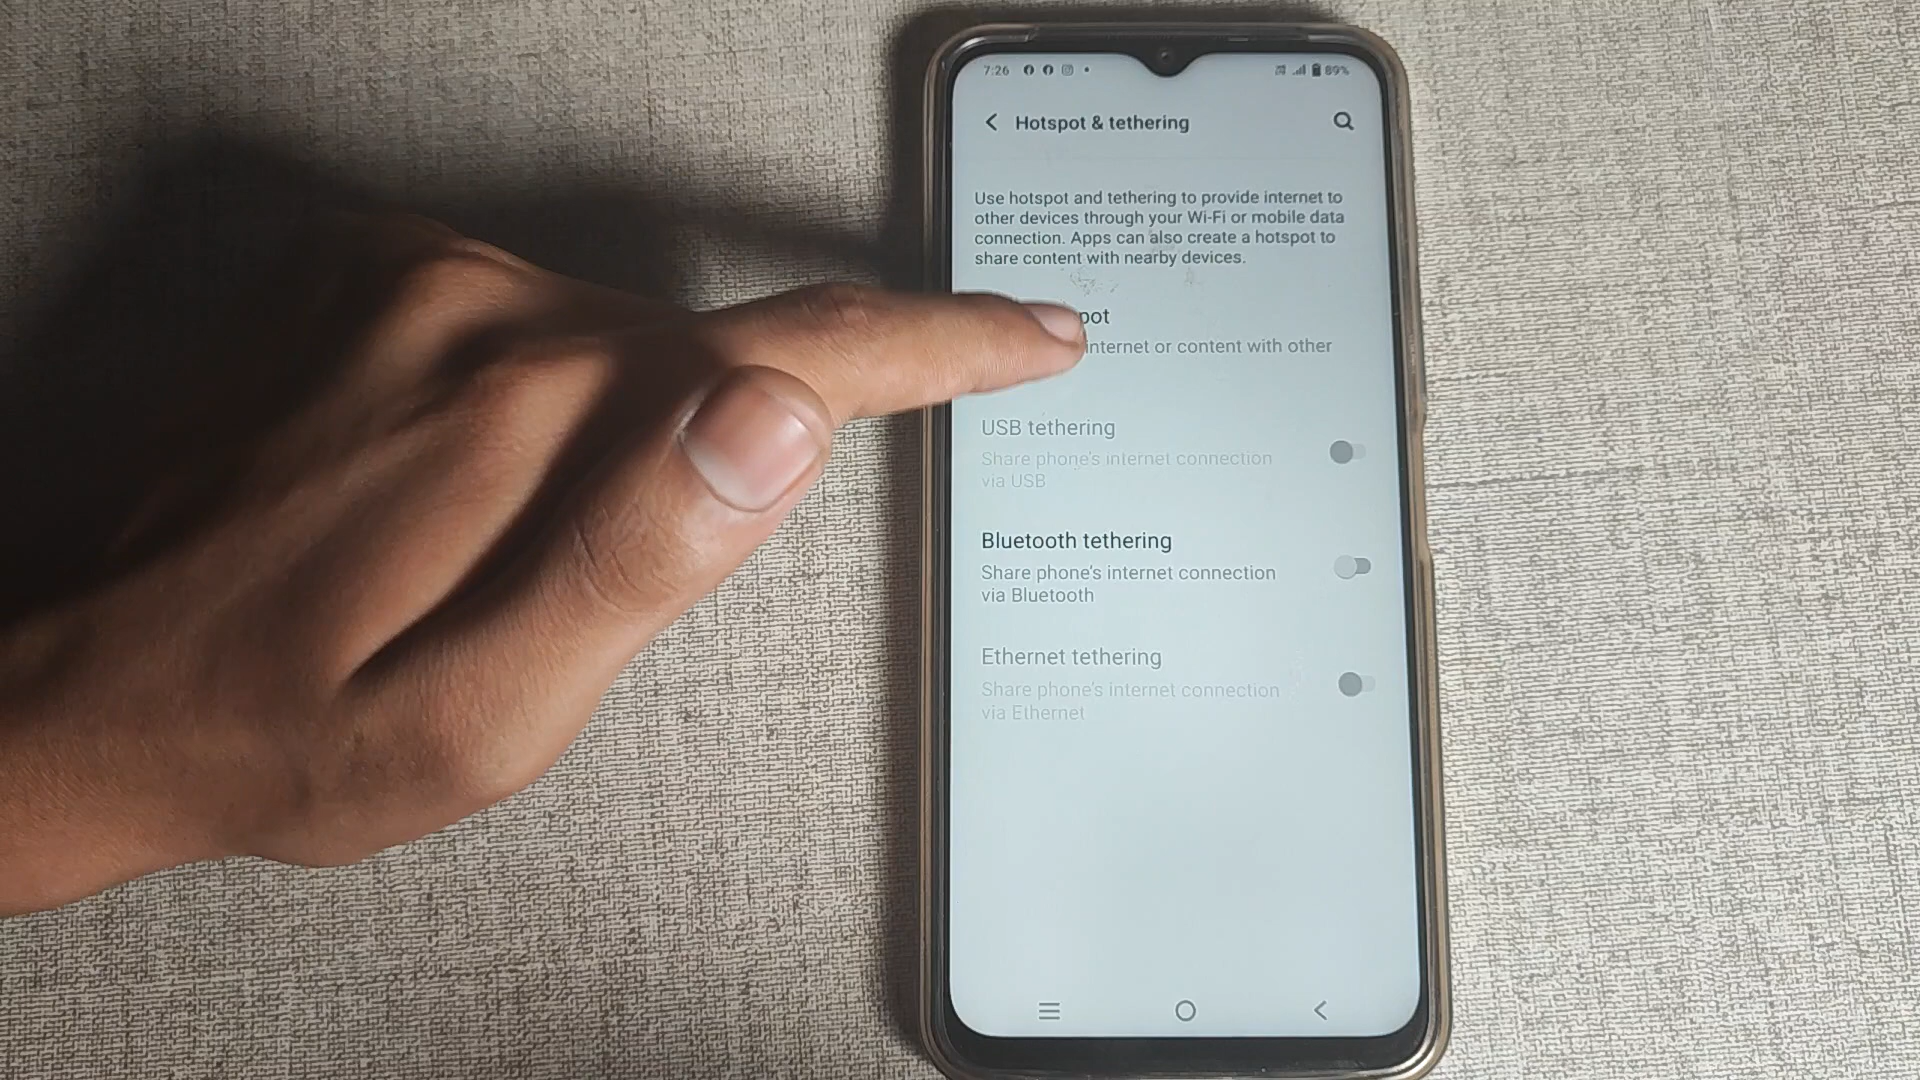 7:26 89%
Hotspot & tethering
Use hotspot and tethering to provide internet to
other devices through your Wi-Fi or mobile data
connection. Apps can also create a hotspot to
share content with nearby devices.
pot
internet or content with other
USB tethering
Share phone's internet connection
via USB
Bluetooth tethering
Share phone's internet connection
via Bluetooth
Ethernet tethering
Share phone's internet connection
via Ethernet